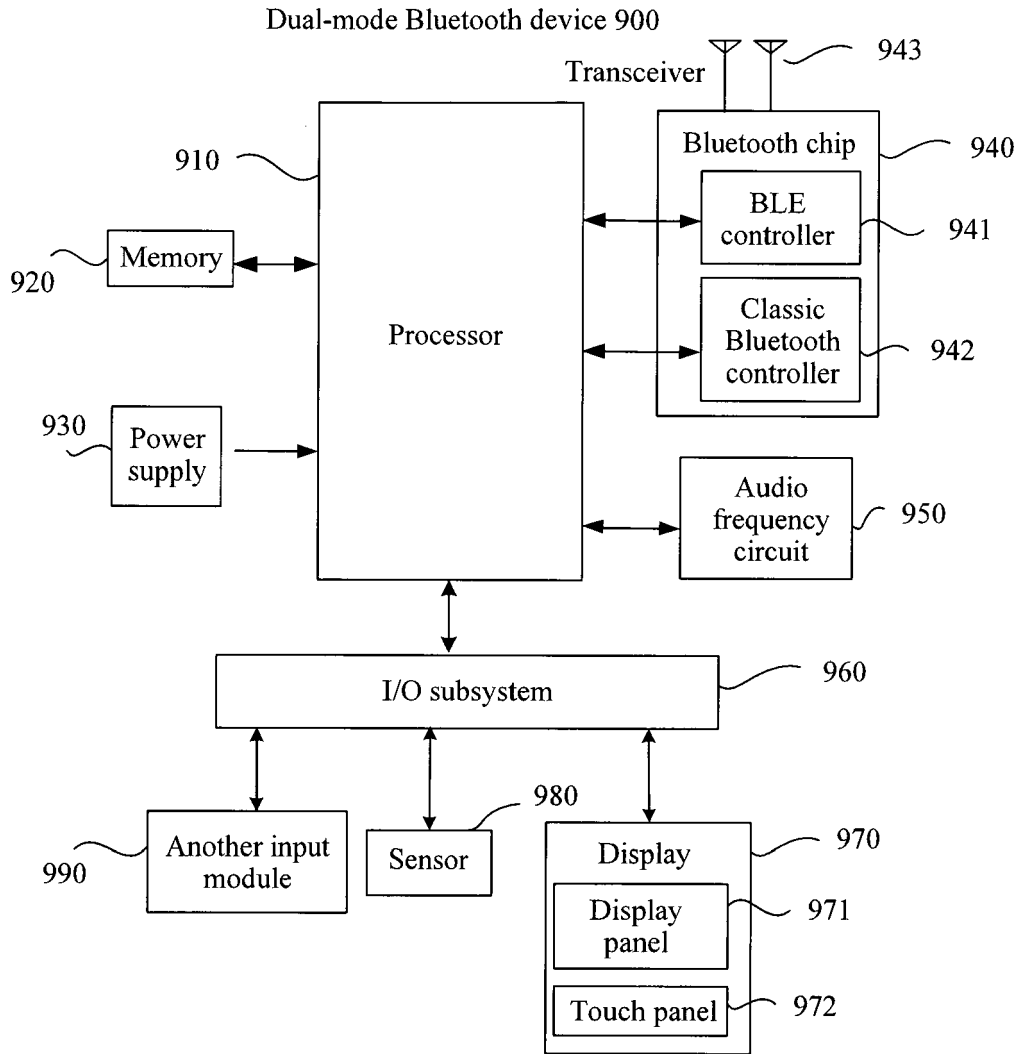 Dual-mode Bluetooth device 900
Transceiver
943
910
Bluetooth chip
940
BLE
controller
941
Memory
920
Processor
Classic
Bluetooth
controller
942
930
Power
supply
Audio
frequency
circuit
950
I/O subsystem
960
980
Another input
module
990
Sensor
Display
970
Display
panel
971
Touch panel
972